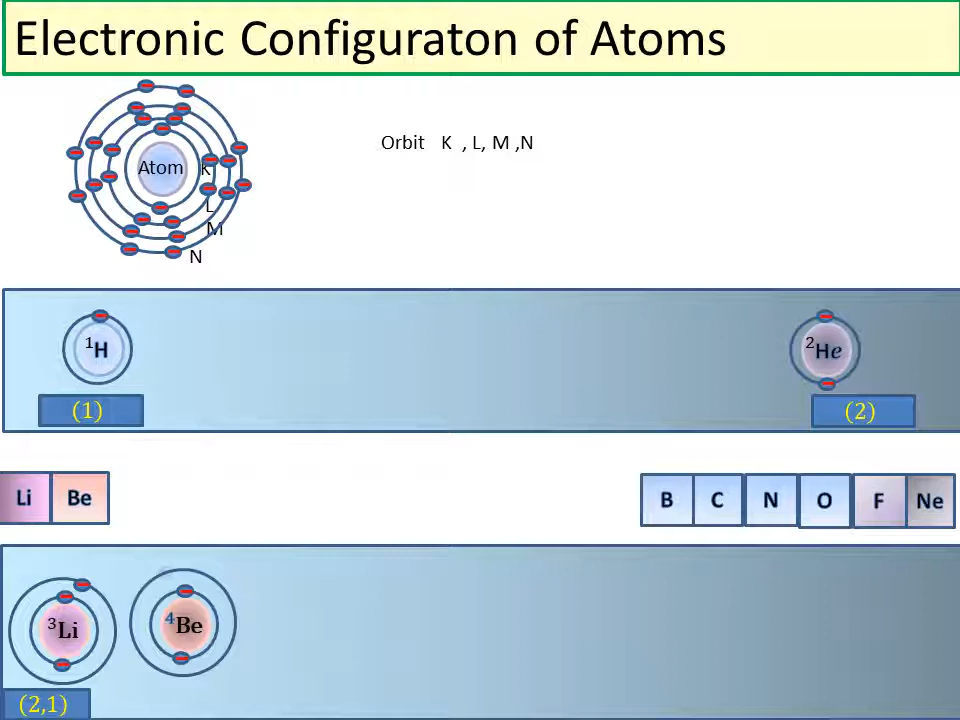 Electronic Configuraton of Atoms
Orbit K , L, M ,N
Atom K
L
M
N
¹H
²He
(1)
(2)
Li Be
B C N O F Ne
³Li
⁴Be
(2,1)